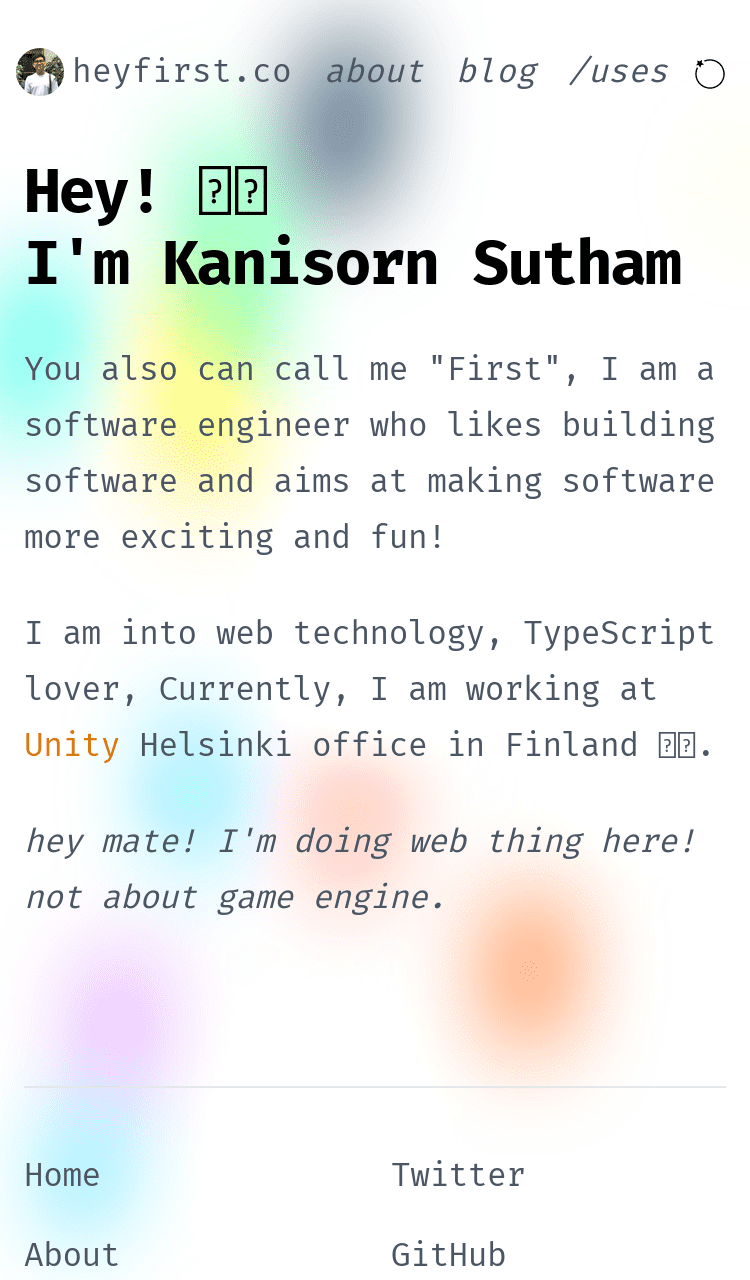 heyfirst.co about blog /uses
Hey!
I'm Kanisorn Sutham
You also can call me "First", I am a
software engineer who likes building
software and aims at making software
more exciting and fun!
I am into web technology, TypeScript
lover, Currently, I am working at
Unity Helsinki office in Finland .
hey mate! I'm doing web thing here!
not about game engine.
Home Twitter
About GitHub